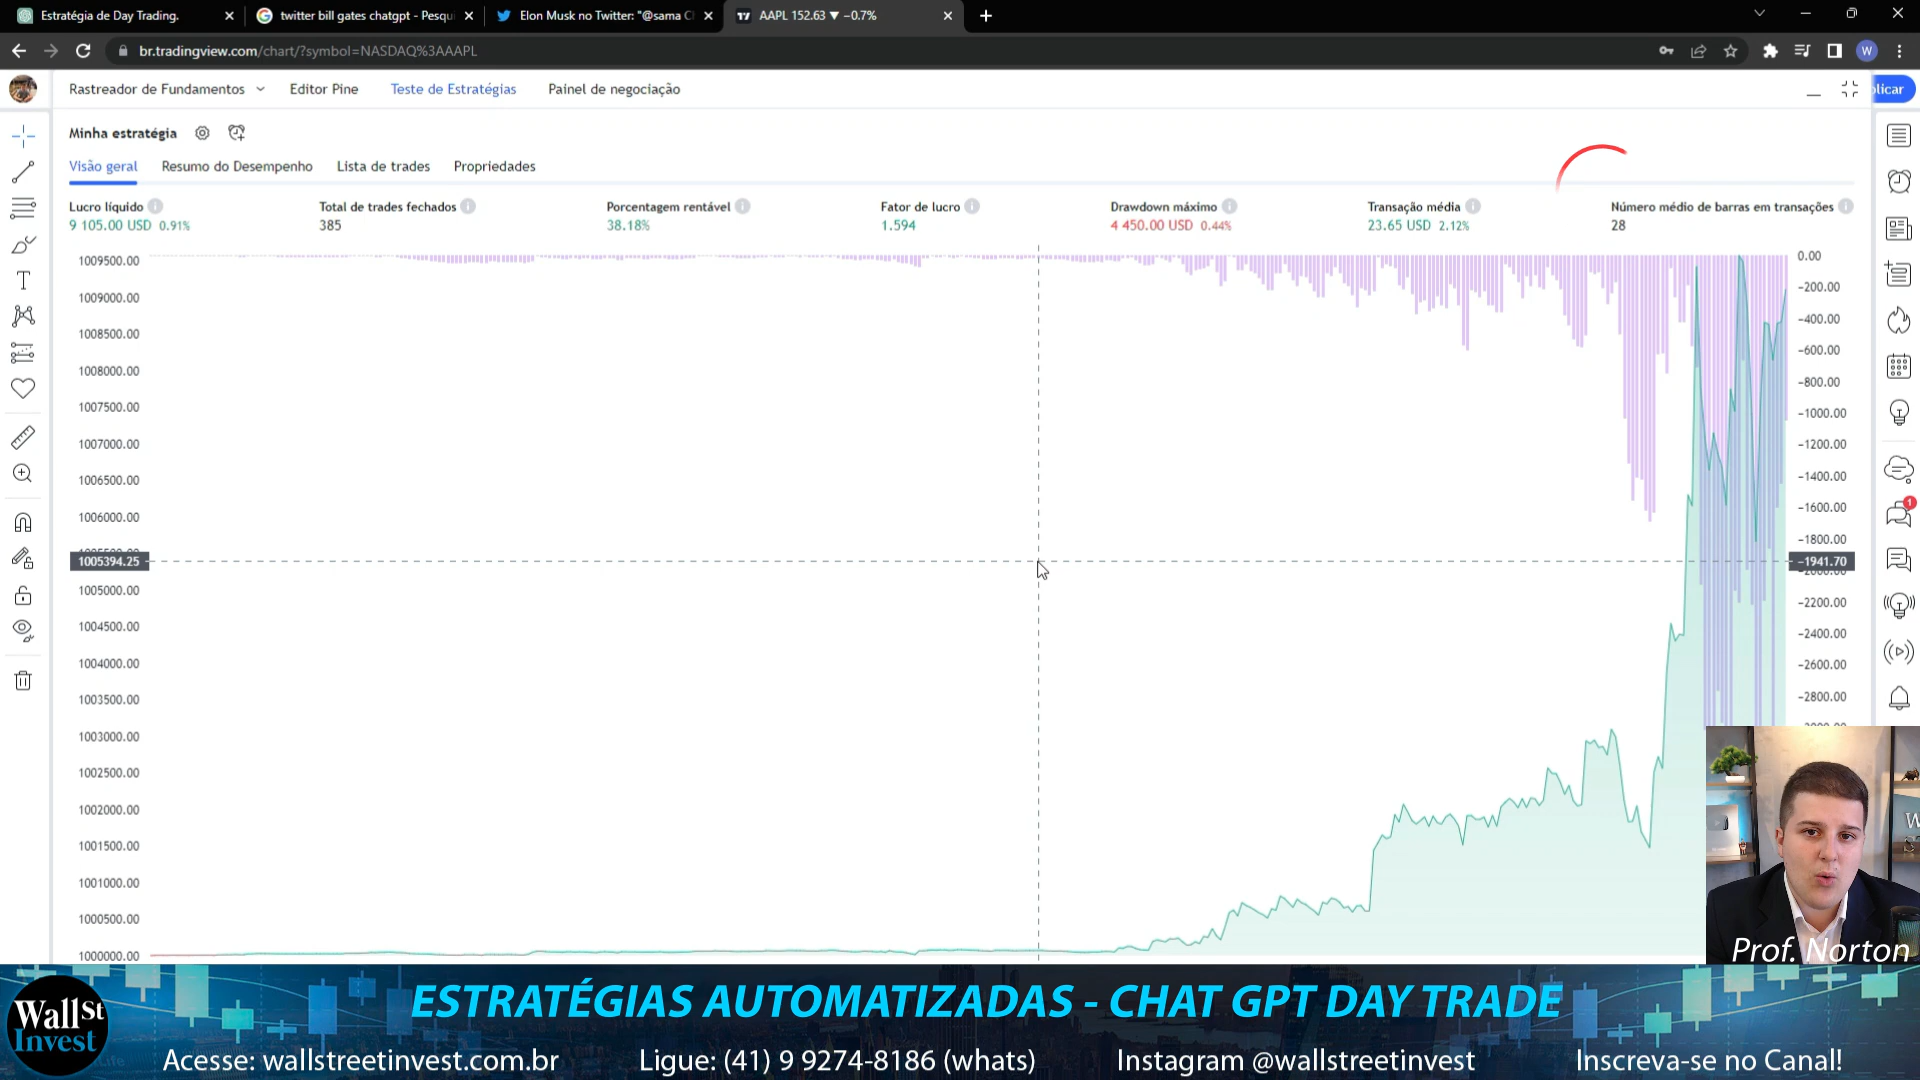 Estratégia de Day Trading.
twitter bill gates chatgpt - Pesqui
Elon Musk no Twitter: "@sama C
AAPL 152.63 ▼ −0.7%
br.tradingview.com/chart/?symbol=NASDAQ%3AAAPL
W
Rastreador de Fundamentos
Editor Pine
Teste de Estratégias
Painel de negociação
licar
Minha estratégia
Visão geral
Resumo do Desempenho
Lista de trades
Propriedades
Lucro líquido
9 105.00 USD 0.91%
Total de trades fechados
385
Porcentagem rentável
38.18%
Fator de lucro
1.594
Drawdown máximo
4 450.00 USD 0.44%
Transação média
23.65 USD 2.12%
Número médio de barras em transações
28
1009500.00
1009000.00
1008500.00
1008000.00
1007500.00
1007000.00
1006500.00
1006000.00
1005394.25
1005000.00
1004500.00
1004000.00
1003500.00
1003000.00
1002500.00
1002000.00
1001500.00
1001000.00
1000500.00
1000000.00
0.00
−200.00
−400.00
−600.00
−800.00
−1000.00
−1200.00
−1400.00
−1600.00
−1800.00
−1941.70
−2200.00
−2400.00
−2600.00
−2800.00
1
Prof. Norton
Wall St
Invest
ESTRATÉGIAS AUTOMATIZADAS - CHAT GPT DAY TRADE
Acesse: wallstreetinvest.com.br
Ligue: (41) 9 9274-8186 (whats)
Instagram @wallstreetinvest
Inscreva-se no Canal!